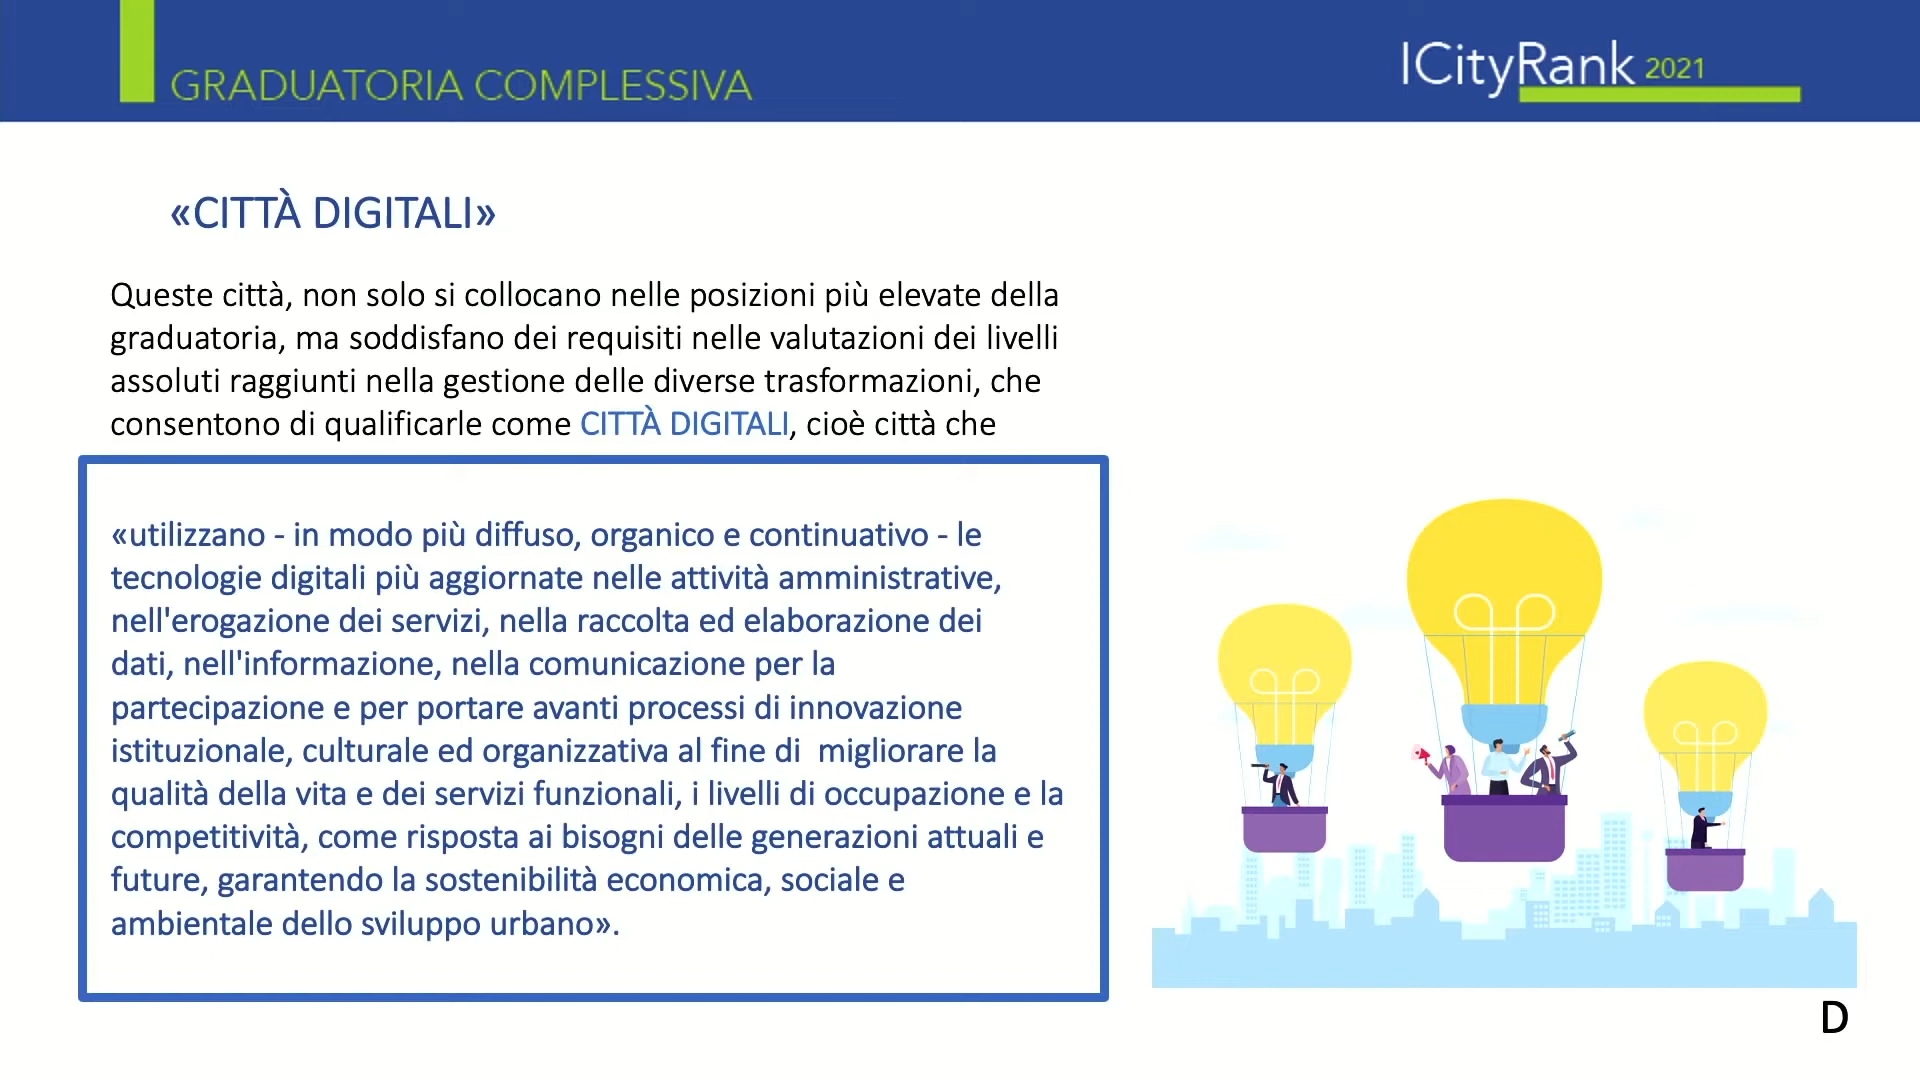 GRADUATORIA COMPLESSIVA
ICityRank 2021
«CITTÀ DIGITALI»
Queste città, non solo si collocano nelle posizioni più elevate della
graduatoria, ma soddisfano dei requisiti nelle valutazioni dei livelli
assoluti raggiunti nella gestione delle diverse trasformazioni, che
consentono di qualificarle come CITTÀ DIGITALI, cioè città che
«utilizzano - in modo più diffuso, organico e continuativo - le
tecnologie digitali più aggiornate nelle attività amministrative,
nell'erogazione dei servizi, nella raccolta ed elaborazione dei
dati, nell'informazione, nella comunicazione per la
partecipazione e per portare avanti processi di innovazione
istituzionale, culturale ed organizzativa al fine di  migliorare la
qualità della vita e dei servizi funzionali, i livelli di occupazione e la
competitività, come risposta ai bisogni delle generazioni attuali e
future, garantendo la sostenibilità economica, sociale e
ambientale dello sviluppo urbano».
D